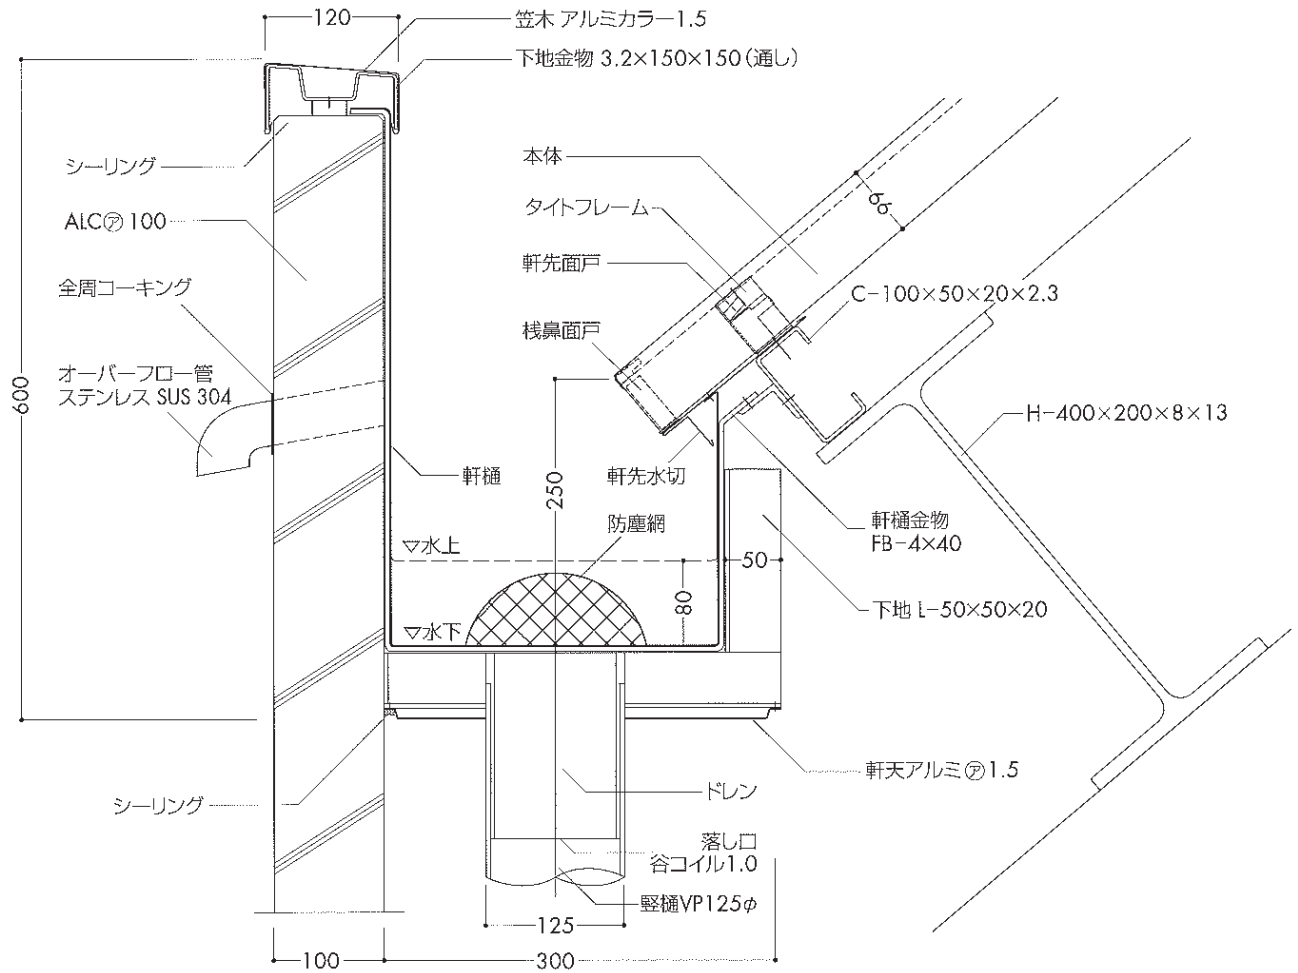 120
笠木 アルミカラー1.5
下地金物 3.2×150×150(通し)
シーリング
本体
66
タイトフレーム
ALC㋐100
軒先面戸
全周コーキング
C-100×50×20×2.3
桟鼻面戸
オーバーフロー管
ステンレス SUS 304
600
H-400×200×8×13
軒樋
250
軒先水切
防塵網
軒樋金物
FB-4×40
▽水上
50
80
下地 L-50×50×20
▽水下
軒天アルミ㋐1.5
シーリング
ドレン
落し口
谷コイル1.0
竪樋VP125φ
125
100
300